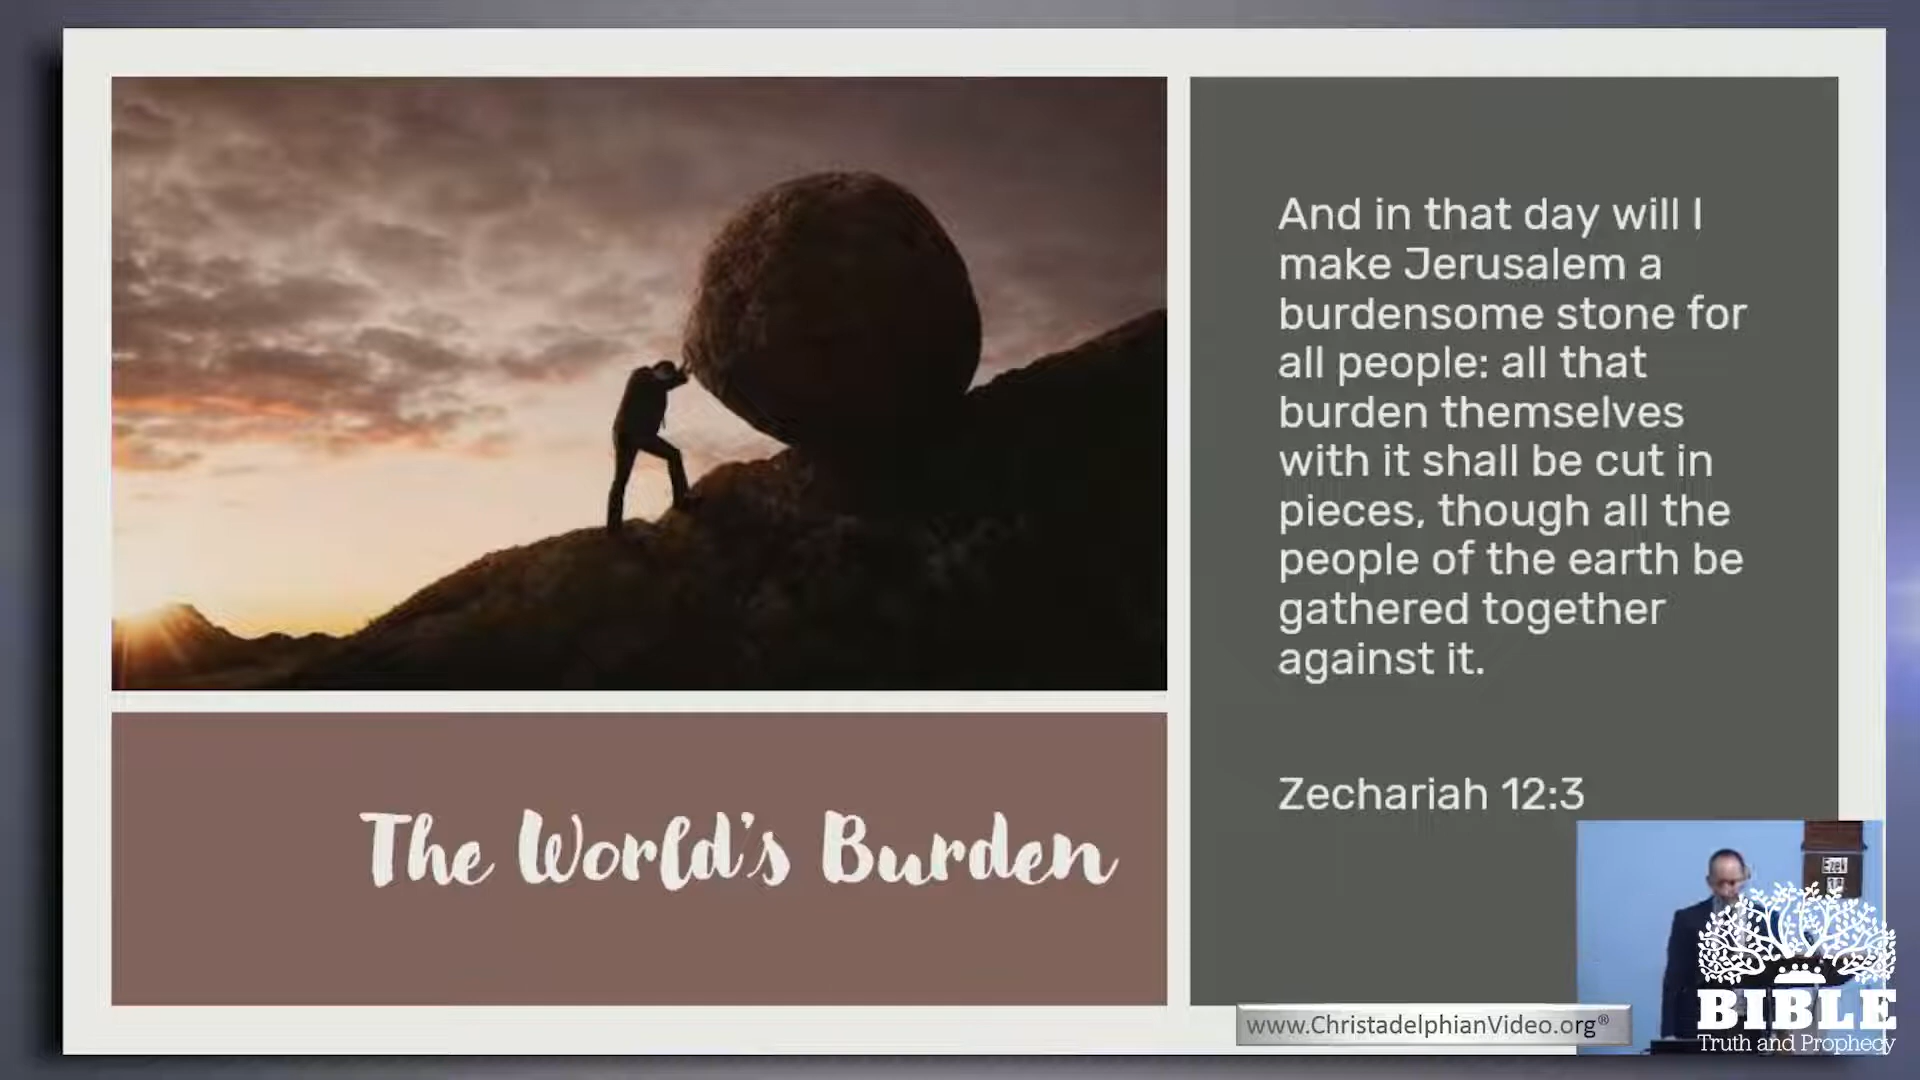 And in that day will I
make Jerusalem a
burdensome stone for
all people: all that
burden themselves
with it shall be cut in
pieces, though all the
people of the earth be
gathered together
against it.
Zechariah 12:3
The World's Burden
Ezek
www.ChristadelphianVideo.org®
BIBLE
Truth and Prophecy